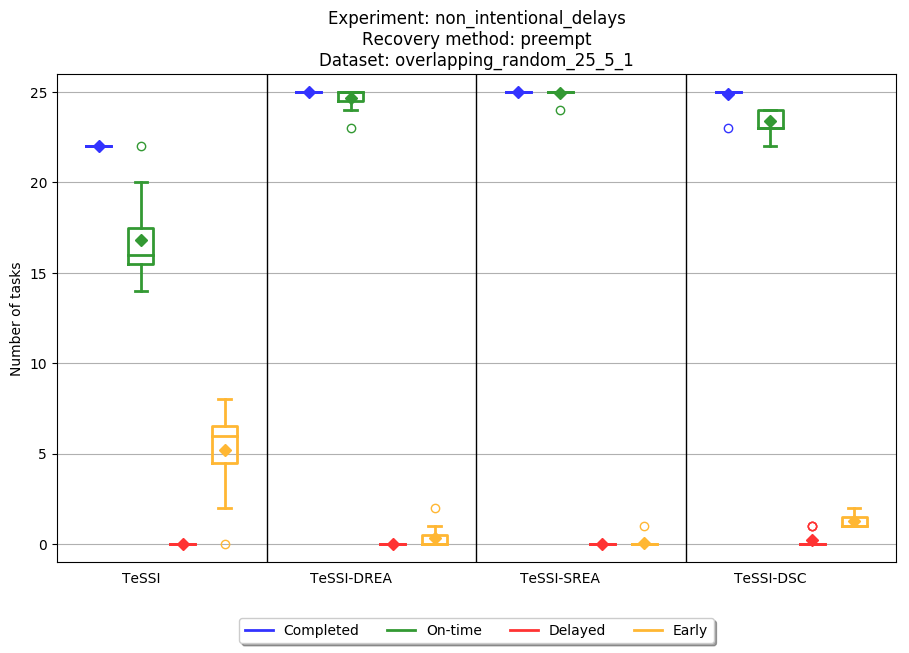 Experiment: non_intentional_delays
Recovery method: preempt
Dataset: overlapping_random_25_5_1
Number of tasks
25
20
15
10
5
0
TeSSI
TeSSI-DREA
TeSSI-SREA
TeSSI-DSC
Completed
On-time
Delayed
Early